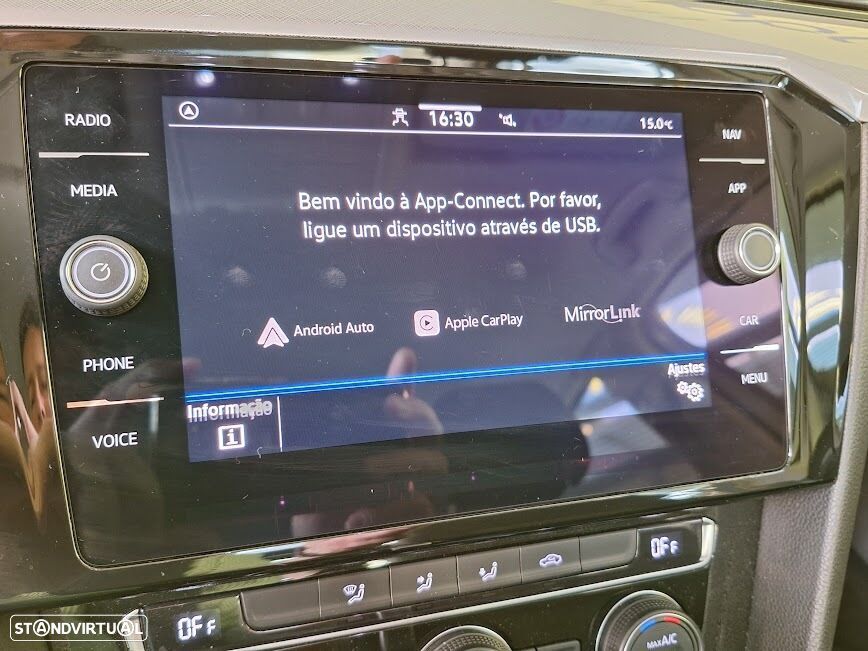 RADIO
MEDIA
PHONE
VOICE
16:30
15.0°C
Bem vindo à App-Connect. Por favor,
ligue um dispositivo através de USB.
Android Auto
Apple CarPlay
MirrorLink
Informação
i
Ajustes
NAV
APP
CAR
MENU
OFF
OFF
MAX A/C
STANDVIRTUAL